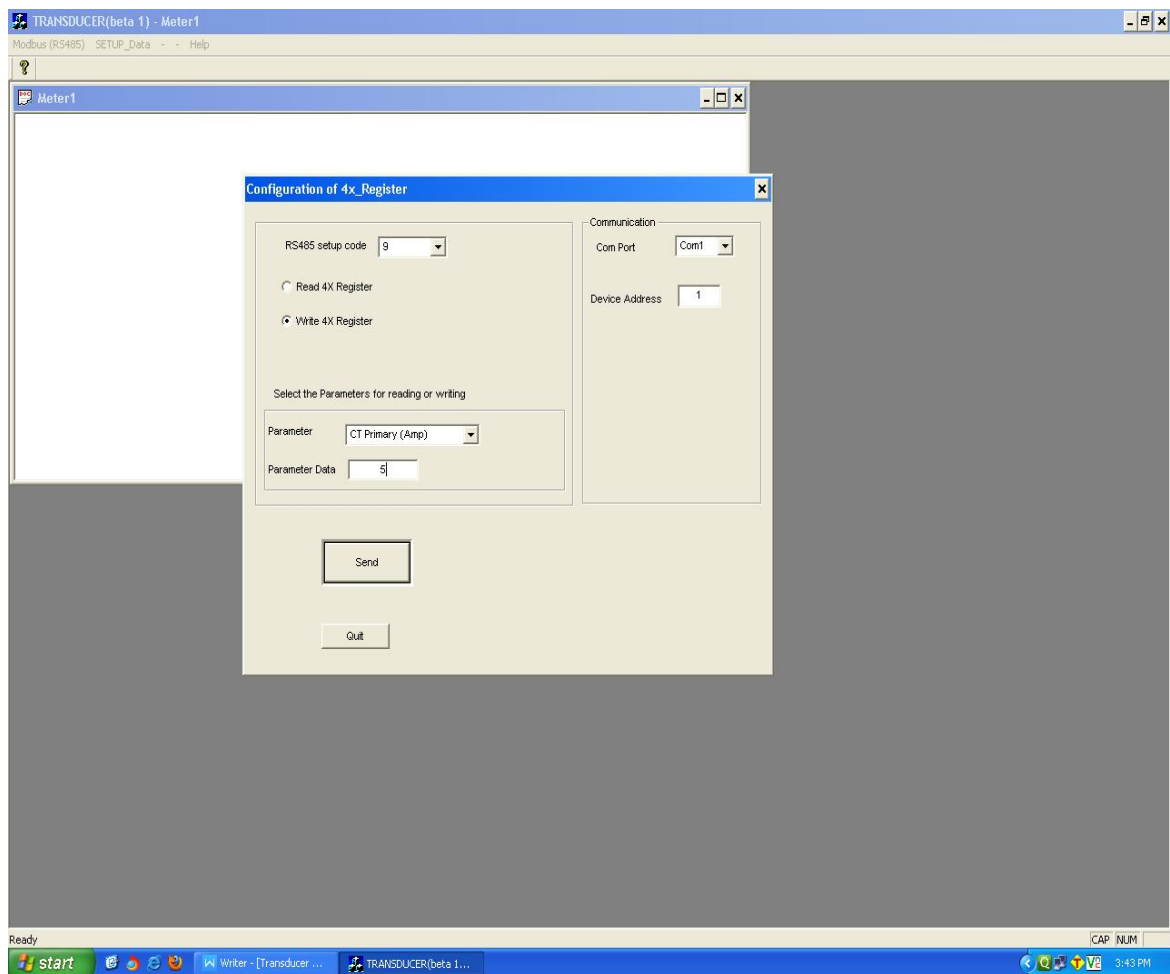 TRANSDUCER(beta 1) - Meter1
Modbus (RS485) SETUP_Data - - Help
Meter1
Configuration of 4x_Register
RS485 setup code 9
Read 4X Register
Write 4X Register
Select the Parameters for reading or writing
Parameter CT Primary (Amp)
Parameter Data 5
Send
Quit
Communication
Com Port Com1
Device Address 1
Ready CAP NUM
start Writer - [Transducer ... TRANSDUCER(beta 1... 3:43 PM